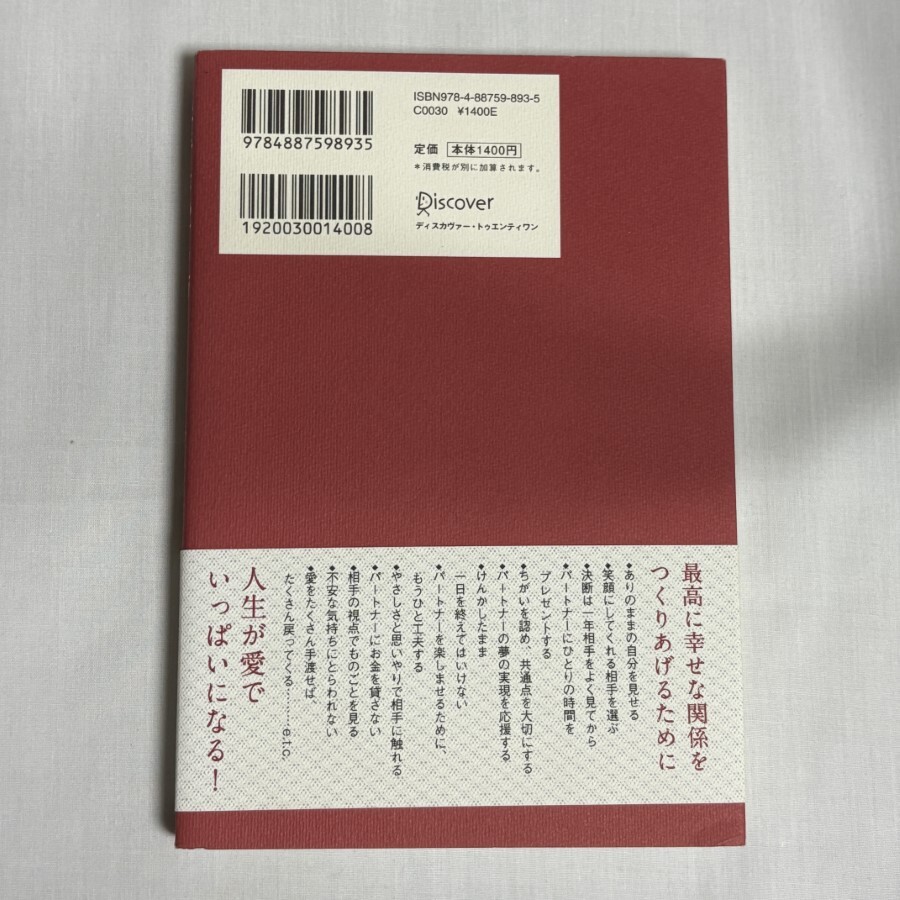 9784887598935
1920030014008
ISBN978-4-88759-893-5
C0030 ¥1400E
定価 本体1400円
*消費税が別に加算されます。
Discover
ディスカヴァー・トゥエンティワン
最高に幸せな関係を
つくりあげるために
◆ありのままの自分を見せる
◆笑顔にしてくれる相手を選ぶ
◆決断は一年相手をよく見てから
◆パートナーにひとりの時間を
プレゼントする
◆ちがいを認め、共通点を大切にする
◆パートナーの夢の実現を応援する
◆けんかしたまま
一日を終えてはいけない
◆パートナーを楽しませるために、
もうひと工夫する
◆やさしさと思いやりで相手に触れる
◆パートナーにお金を貸さない
◆相手の視点でものごとを見る
◆不安な気持ちにとらわれない
◆愛をたくさん手渡せば、
たくさん戻ってくる………etc.
人生が愛で
いっぱいになる!